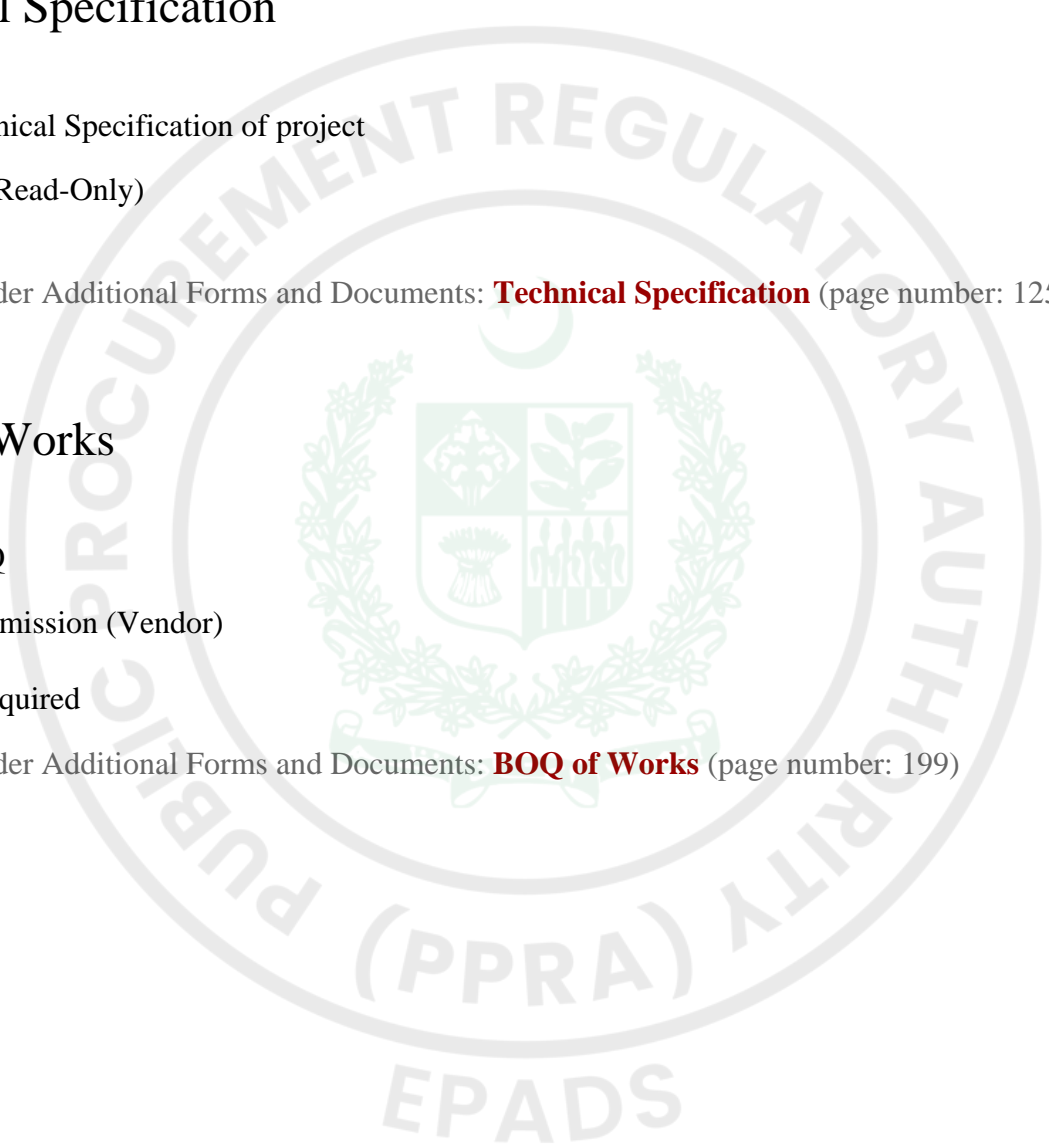 l Specification
nical Specification of project
Read-Only)
der Additional Forms and Documents: Technical Specification (page number: 125
Works
Q
mission (Vendor)
quired
der Additional Forms and Documents: BOQ of Works (page number: 199)
PUBLIC PROCUREMENT REGULATORY AUTHORITY
(PPRA)
EPADS